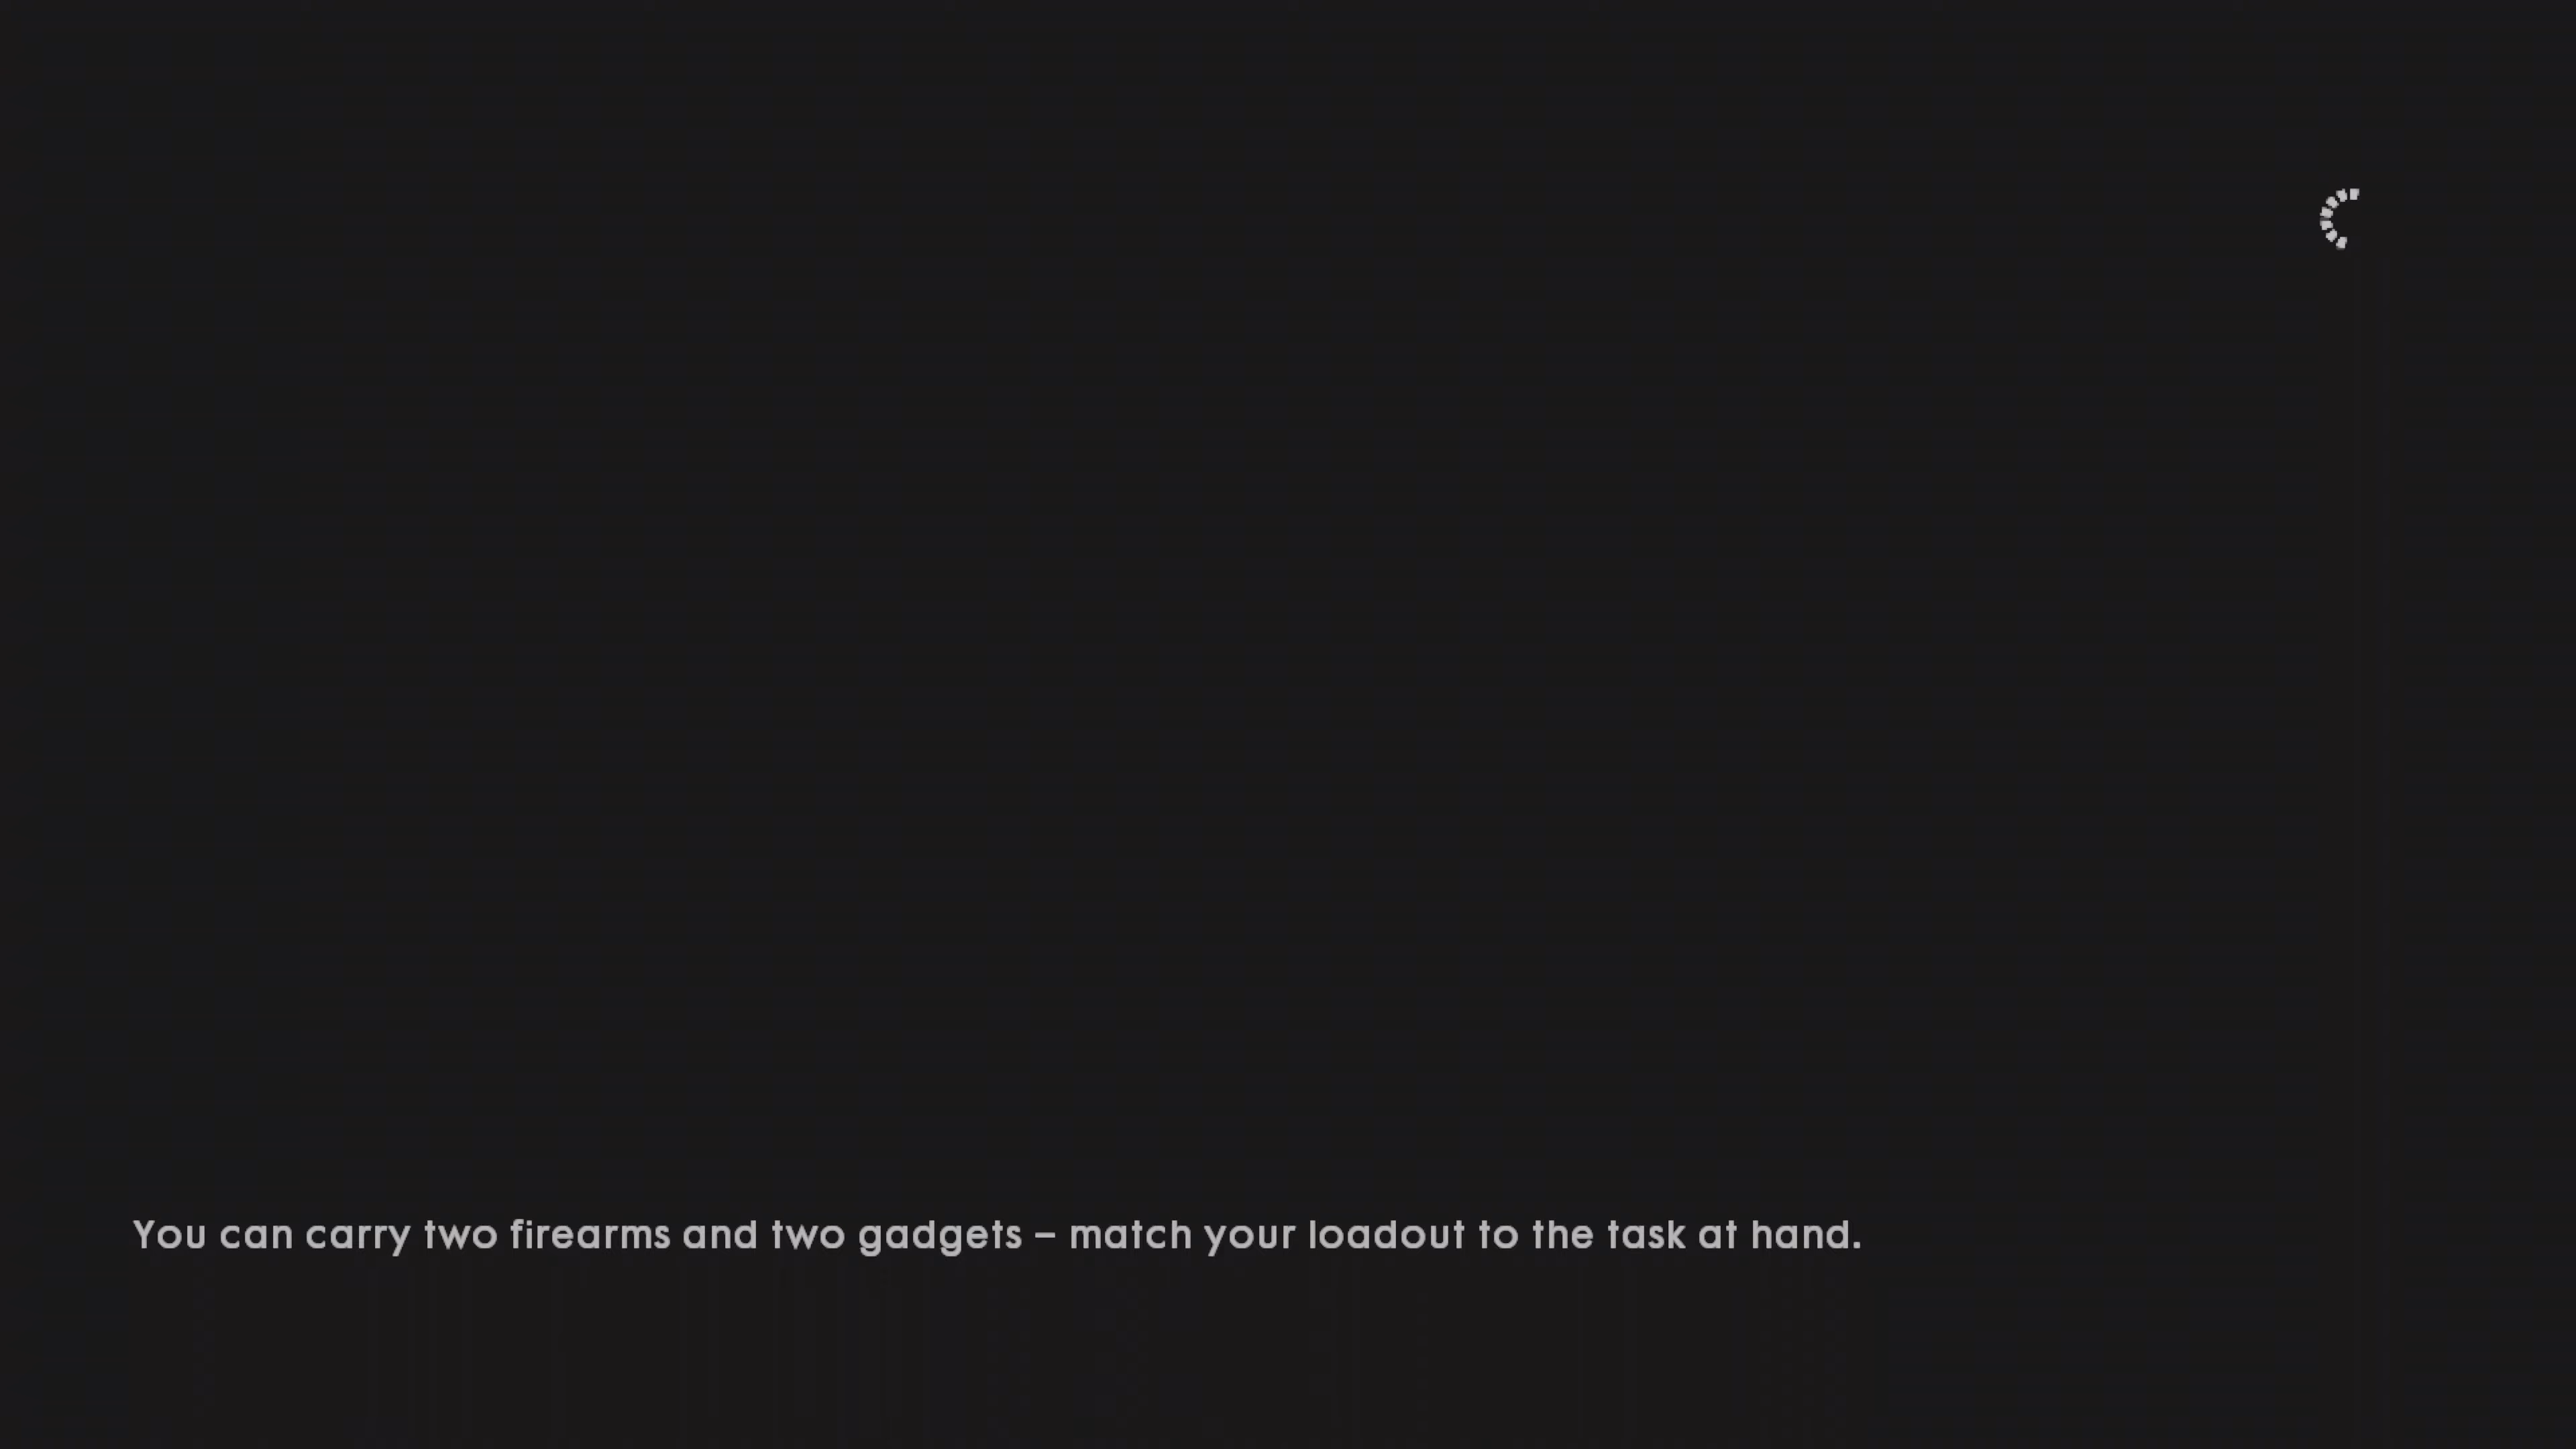 You can carry two firearms and two gadgets – match your loadout to the task at hand.